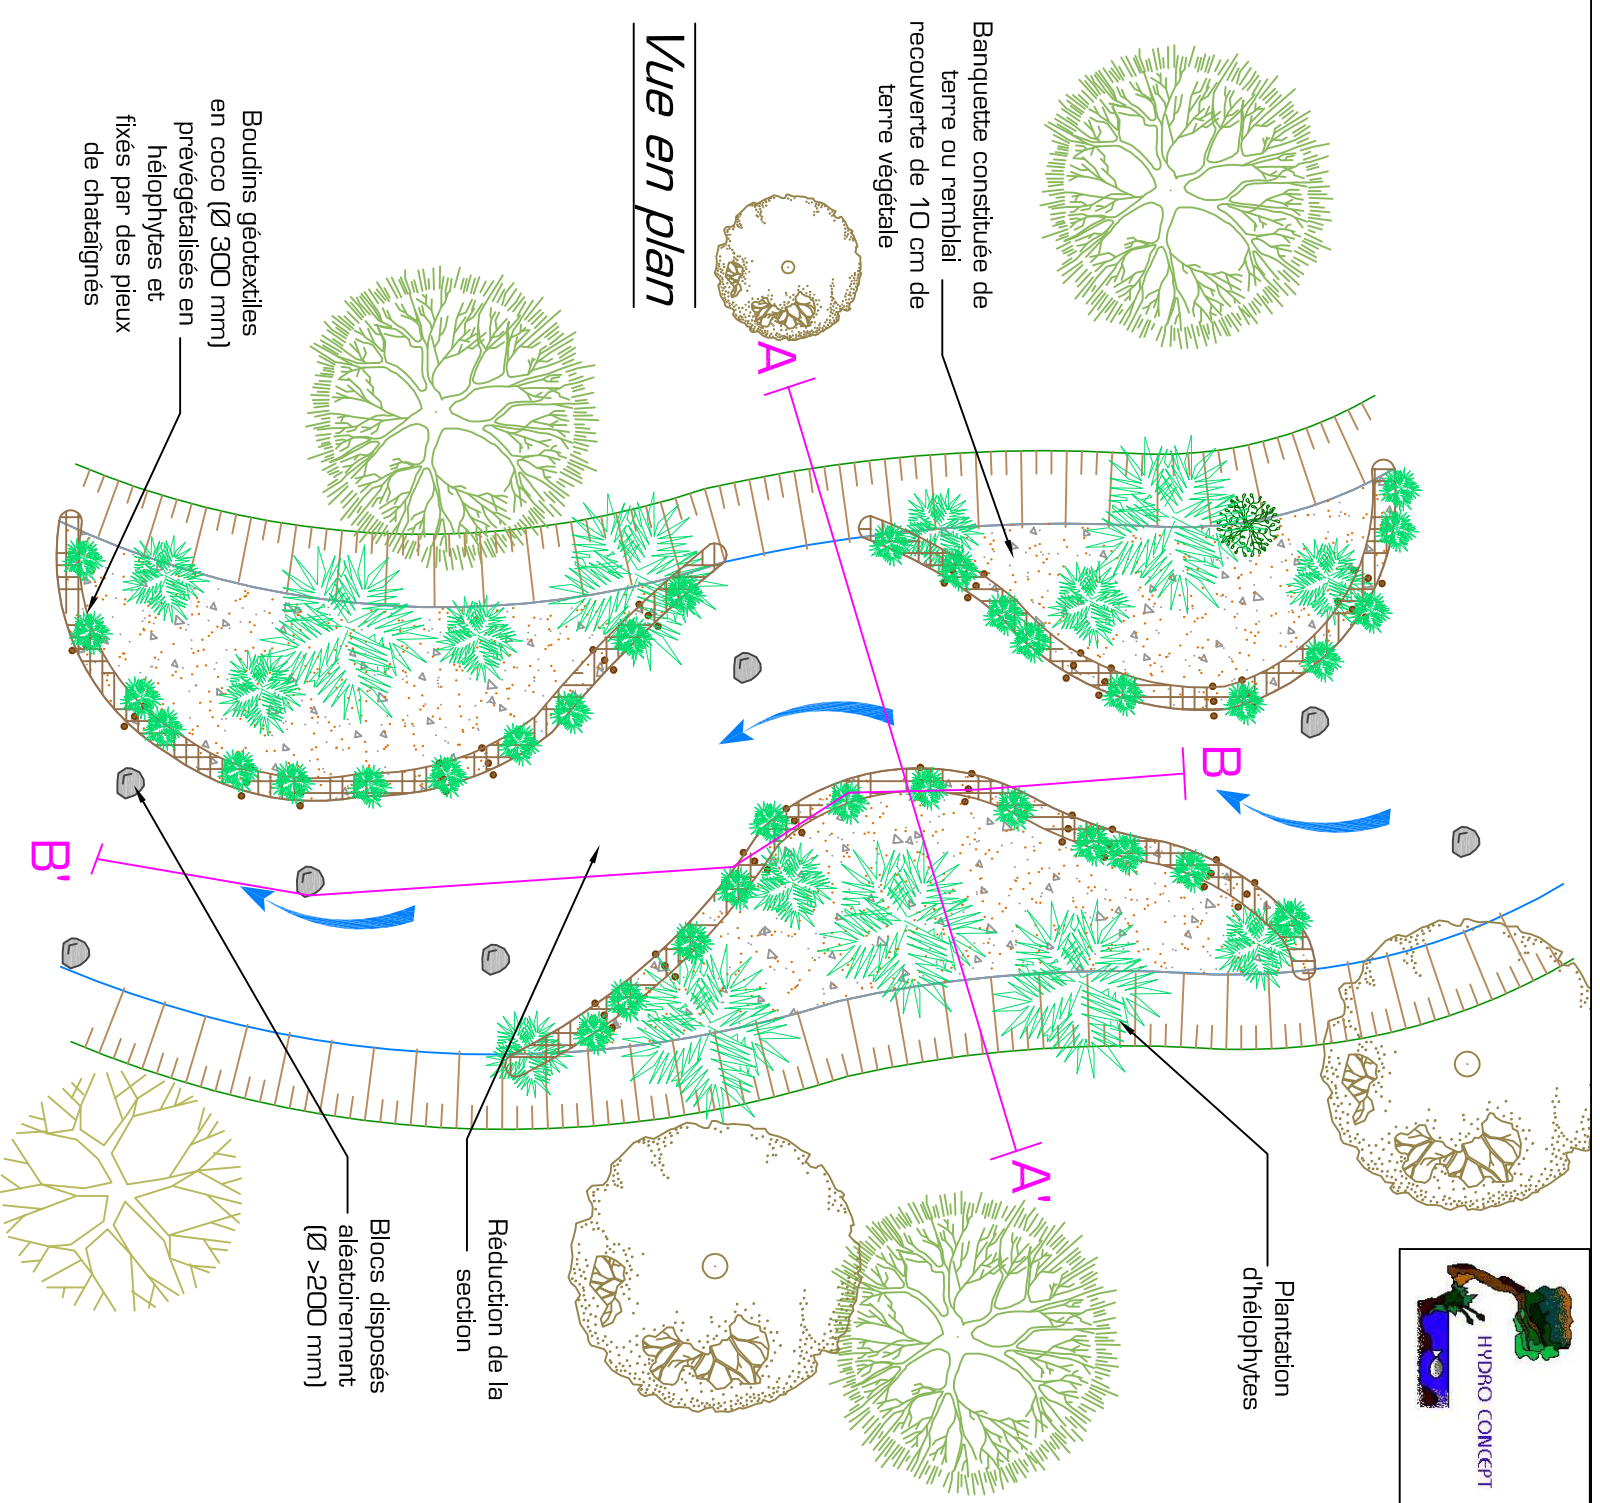 HYDRO CONCEPT
Banquette constituée de
terre ou remblai
recouverte de 10 cm de
terre végétale
Plantation
d'hélophytes
B
A
A'
Vue en plan
Réduction de la
section
Blocs disposés
aléatoirement
(Ø >200 mm)
Boudins géotextiles
en coco (Ø 300 mm)
prévégétalisés en
hélophytes et
fixés par des pieux
de chataîgnés
B'